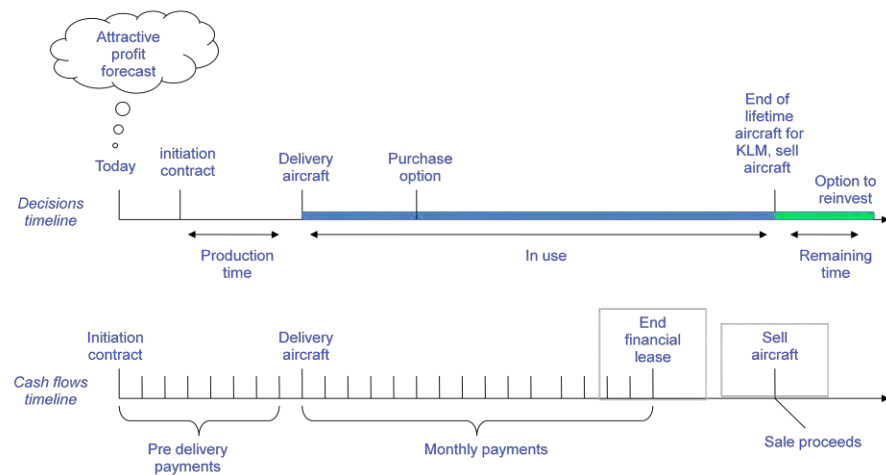 Attractive
profit
forecast
Today
initiation
contract
Delivery
aircraft
Purchase
option
End of
lifetime
aircraft for
KLM, sell
aircraft
Option to
reinvest
Decisions
timeline
Production
time
In use
Remaining
time
Initiation
contract
Delivery
aircraft
End
financial
lease
Sell
aircraft
Cash flows
timeline
Pre delivery
payments
Monthly payments
Sale proceeds